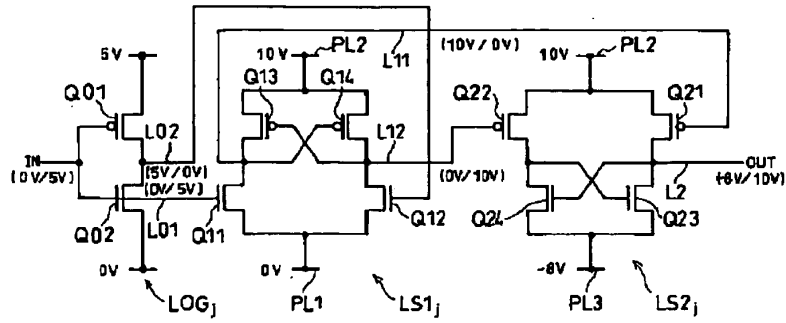 5V
10V
PL2
(10V/0V)
L11
10V
PL2
Q01
Q13
Q14
Q22
Q21
L02
L12
IN
(0V/5V)
(5V/0V)
(0V/5V)
(0V/10V)
OUT
(-8V/10V)
Q02
L01
Q11
Q12
Q24
Q23
L2
0V
0V
-8V
LOGj
PL1
LS1j
PL3
LS2j